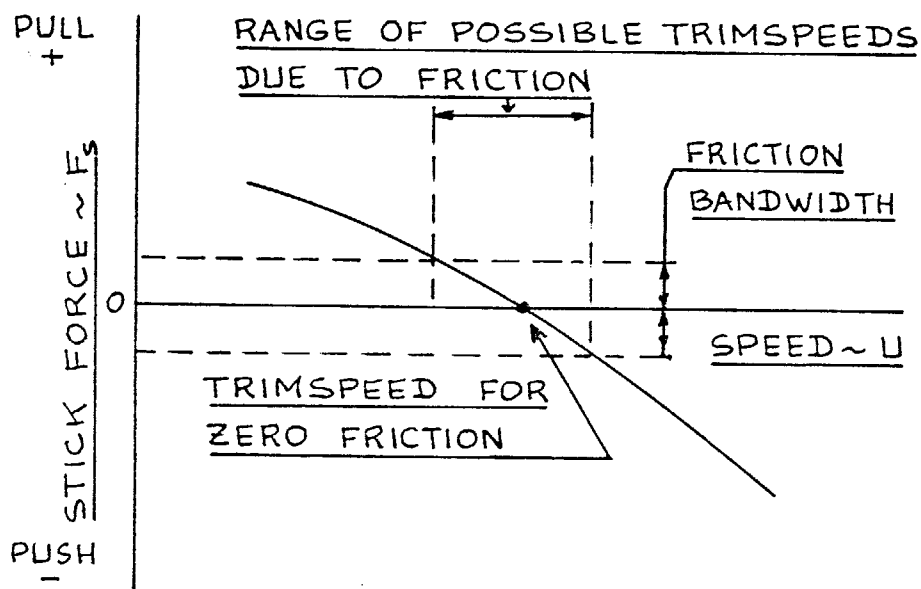 PULL
+
RANGE OF POSSIBLE TRIMSPEEDS
DUE TO FRICTION
FRICTION
BANDWIDTH
STICK FORCE ~ Fs
0
SPEED ~ U
TRIMSPEED FOR
ZERO FRICTION
PUSH
-